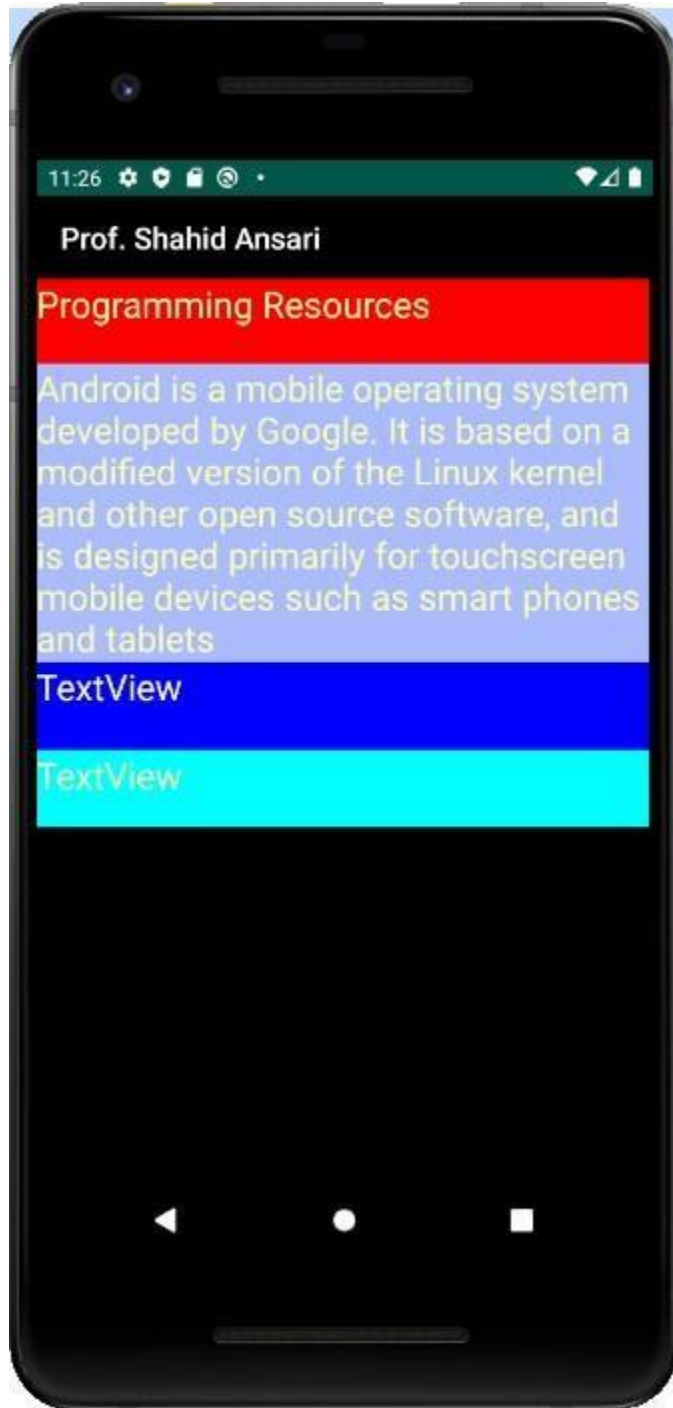 11:26
Prof. Shahid Ansari
Programming Resources
Android is a mobile operating system
developed by Google. It is based on a
modified version of the Linux kernel
and other open source software, and
is designed primarily for touchscreen
mobile devices such as smart phones
and tablets
TextView
TextView